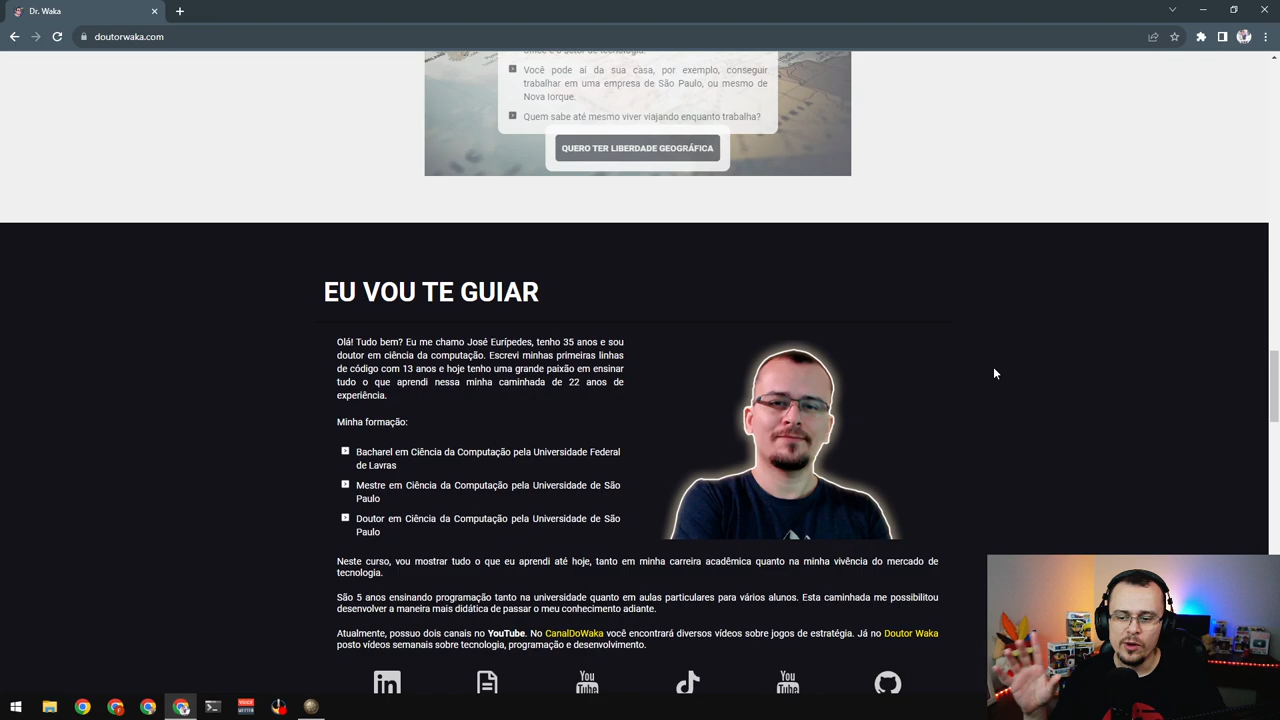 Dr. Waka
doutorwaka.com
Você pode aí da sua casa, por exemplo, conseguir
trabalhar em uma empresa de São Paulo, ou mesmo de
Nova Iorque.
Quem sabe até mesmo viver viajando enquanto trabalha?
QUERO TER LIBERDADE GEOGRÁFICA
EU VOU TE GUIAR
Olá! Tudo bem? Eu me chamo José Eurípedes, tenho 35 anos e sou
doutor em ciência da computação. Escrevi minhas primeiras linhas
de código com 13 anos e hoje tenho uma grande paixão em ensinar
tudo o que aprendi nessa minha caminhada de 22 anos de
experiência.
Minha formação:
Bacharel em Ciência da Computação pela Universidade Federal
de Lavras
Mestre em Ciência da Computação pela Universidade de São
Paulo
Doutor em Ciência da Computação pela Universidade de São
Paulo
Neste curso, vou mostrar tudo o que eu aprendi até hoje, tanto em minha carreira acadêmica quanto na minha vivência do mercado de
tecnologia.
São 5 anos ensinando programação tanto na universidade quanto em aulas particulares para vários alunos. Esta caminhada me possibilitou
desenvolver a maneira mais didática de passar o meu conhecimento adiante.
Atualmente, possuo dois canais no YouTube. No CanalDoWaka você encontrará diversos vídeos sobre jogos de estratégia. Já no Doutor Waka
posto vídeos semanais sobre tecnologia, programação e desenvolvimento.
in
You
Tube
You
Tube